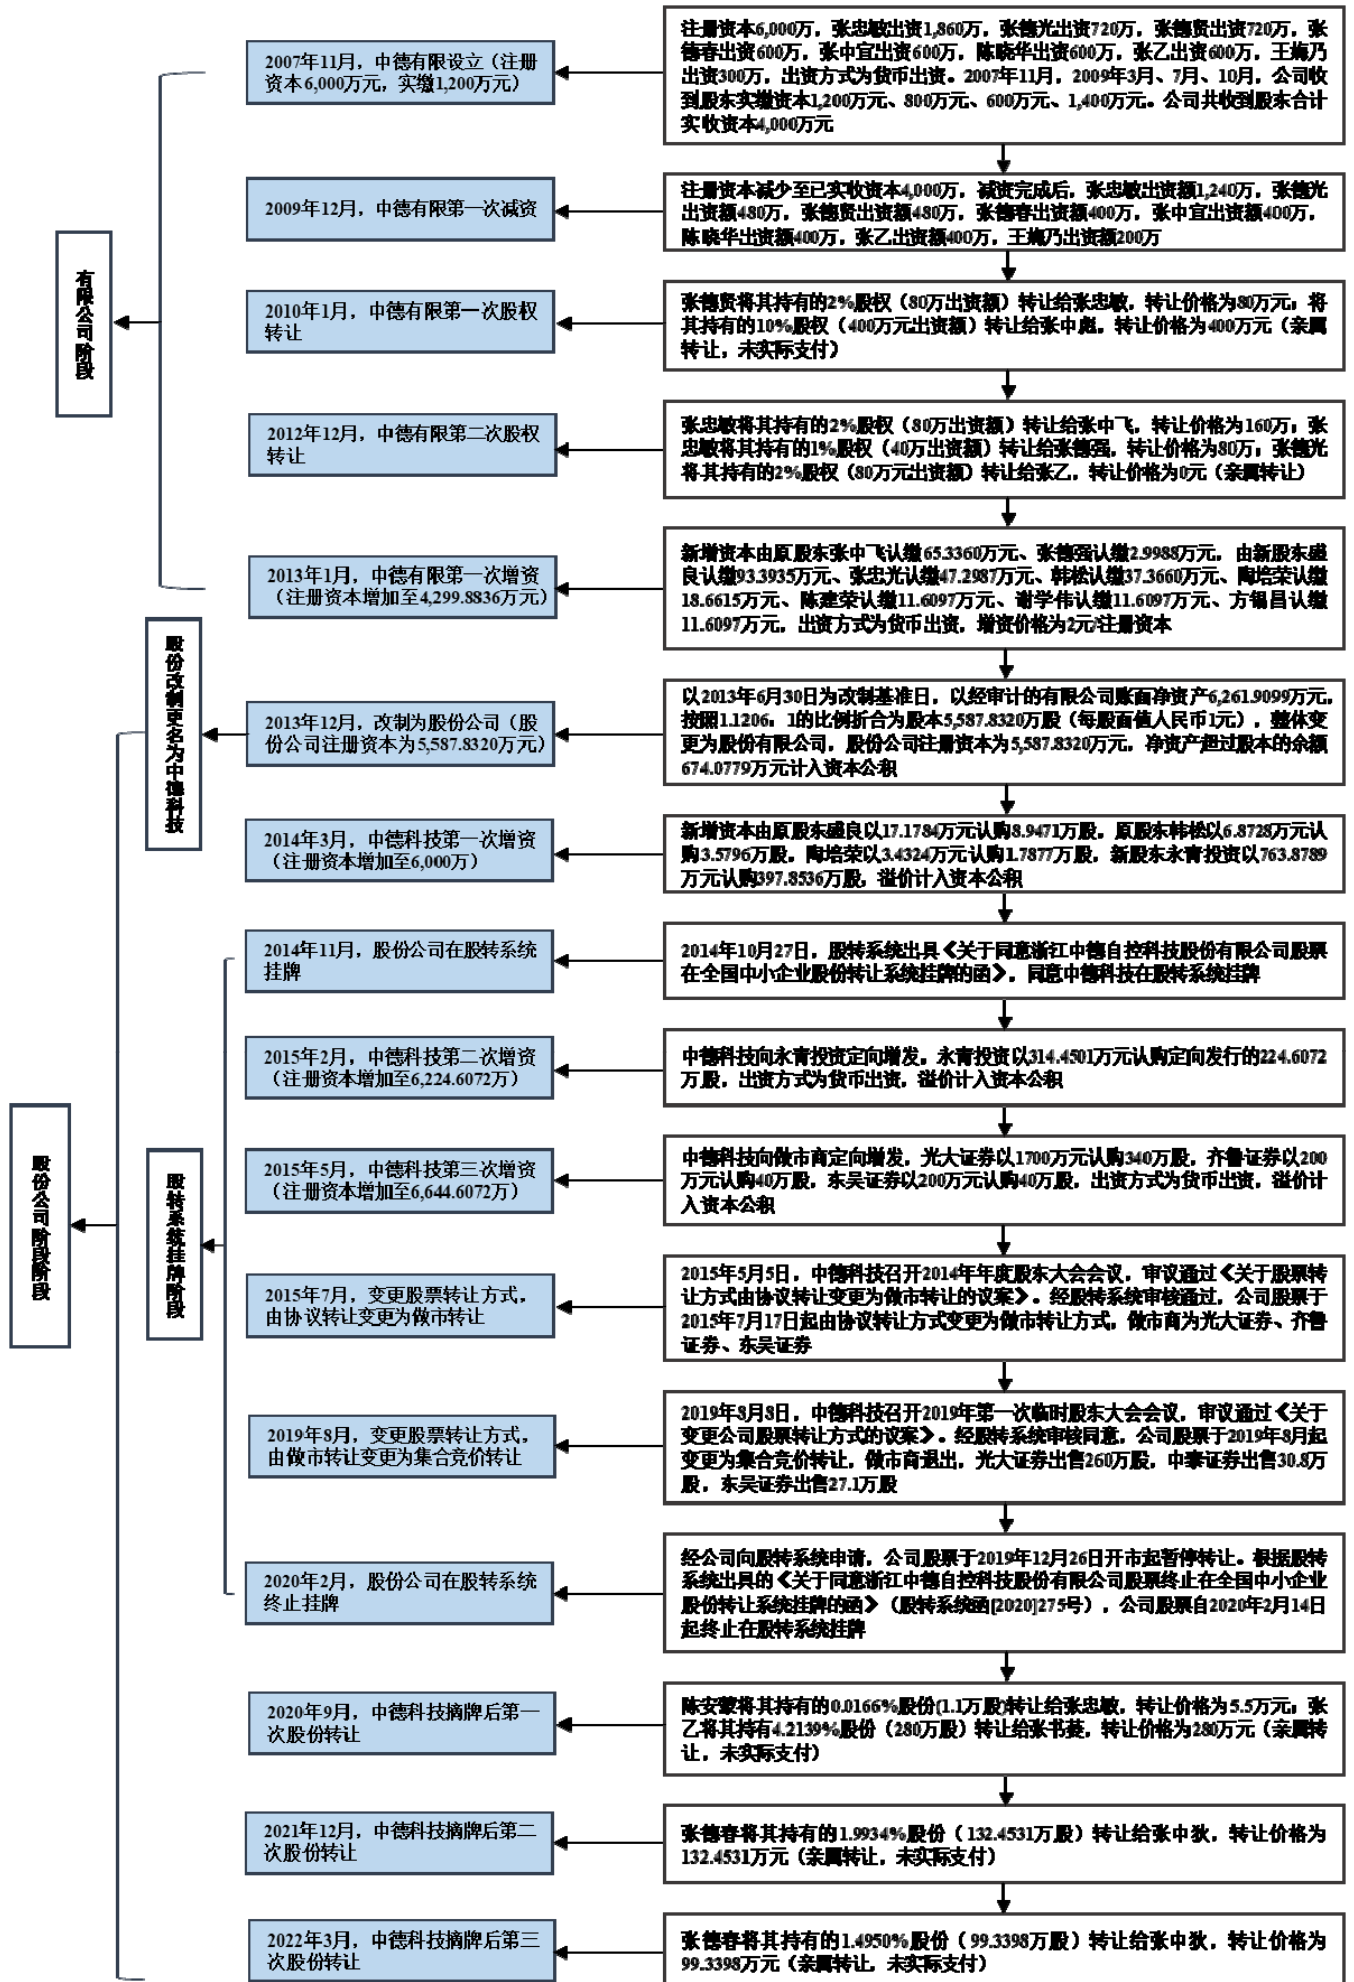 注册资本6,000万，张忠敏出资1,860万，张德光出资720万，张德贤出资720万，张
德春出资600万，张中宜出资600万，陈晓华出资600万，张乙出资600万，王梅乃
出资300万，出资方式为货币出资。2007年11月，2009年3月、7月、10月，公司收
到股东实缴资本1,200万元、800万元、600万元、1,400万元。公司共收到股东合计
实收资本4,000万元
2007年11月，中德有限设立（注册
资本6,000万元，实缴1,200万元）
注册资本减少至已实收资本4,000万，减资完成后，张忠敏出资额1,240万，张德光
出资额480万，张德贤出资额480万，张德春出资额400万，张中宜出资额400万，
陈晓华出资额400万，张乙出资额400万，王梅乃出资额200万
2009年12月，中德有限第一次减资
有限公司阶段
张德贤将其持有的2%股权（80万出资额）转让给张忠敏，转让价格为80万元；将
其持有的10%股权（400万元出资额）转让给张中彪，转让价格为400万元（亲属
转让，未实际支付）
2010年1月，中德有限第一次股权
转让
张忠敏将其持有的2%股权（80万出资额）转让给张中飞，转让价格为160万；张
忠敏将其持有的1%股权（40万出资额）转让给张德强，转让价格为80万；张德光
将其持有的2%股权（80万元出资额）转让给张乙，转让价格为0元（亲属转让）
2012年12月，中德有限第二次股权
转让
新增资本由原股东张中飞认缴65.3360万元、张德强认缴2.9988万元，由新股东盛
良认缴93.3935万元、张忠光认缴47.2987万元、韩松认缴37.3660万元、陶培荣认缴
18.6615万元、陈建荣认缴11.6097万元、谢学伟认缴11.6097万元、方锡昌认缴
11.6097万元，出资方式为货币出资，增资价格为2元/注册资本
2013年1月，中德有限第一次增资
（注册资本增加至4,299.8836万元）
股份改制更名为中德科技
以2013年6月30日为改制基准日，以经审计的有限公司账面净资产6,261.9099万元，
按照1.1206：1的比例折合为股本5,587.8320万股（每股面值人民币1元），整体变
更为股份有限公司，股份公司注册资本为5,587.8320万元，净资产超过股本的余额
674.0779万元计入资本公积
2013年12月，改制为股份公司（股
份公司注册资本为5,587.8320万元）
新增资本由原股东盛良以17.1784万元认购8.9471万股，原股东韩松以6.8728万元认
购3.5796万股，陶培荣以3.4324万元认购1.7877万股，新股东永青投资以763.8789
万元认购397.8536万股，溢价计入资本公积
2014年3月，中德科技第一次增资
（注册资本增加至6,000万）
2014年10月27日，股转系统出具《关于同意浙江中德自控科技股份有限公司股票
在全国中小企业股份转让系统挂牌的函》，同意中德科技在股转系统挂牌
2014年11月，股份公司在股转系统
挂牌
中德科技向永青投资定向增发，永青投资以314.4501万元认购定向发行的224.6072
万股，出资方式为货币出资，溢价计入资本公积
2015年2月，中德科技第二次增资
（注册资本增加至6,224.6072万）
股份公司阶段
股转系统挂牌阶段
中德科技向做市商定向增发，光大证券以1700万元认购340万股，齐鲁证券以200
万元认购40万股，东吴证券以200万元认购40万股，出资方式为货币出资，溢价计
入资本公积
2015年5月，中德科技第三次增资
（注册资本增加至6,644.6072万）
2015年5月5日，中德科技召开2014年年度股东大会会议，审议通过《关于股票转
让方式由协议转让变更为做市转让的议案》。经股转系统审核通过，公司股票于
2015年7月17日起由协议转让方式变更为做市转让方式，做市商为光大证券、齐鲁
证券、东吴证券
2015年7月，变更股票转让方式，
由协议转让变更为做市转让
2019年8月8日，中德科技召开2019年第一次临时股东大会会议，审议通过《关于
变更公司股票转让方式的议案》。经股转系统审核同意，公司股票于2019年8月起
变更为集合竞价转让，做市商退出，光大证券出售260万股，中泰证券出售30.8万
股，东吴证券出售27.1万股
2019年8月，变更股票转让方式，
由做市转让变更为集合竞价转让
经公司向股转系统申请，公司股票于2019年12月26日开市起暂停转让。根据股转
系统出具的《关于同意浙江中德自控科技股份有限公司股票终止在全国中小企业
股份转让系统挂牌的函》（股转系统函[2020]275号），公司股票自2020年2月14日
起终止在股转系统挂牌
2020年2月，股份公司在股转系统
终止挂牌
陈安蒙将其持有的0.0166%股份(1.1万股)转让给张忠敏，转让价格为5.5万元；张
乙将其持有4.2139%股份（280万股）转让给张书菱，转让价格为280万元（亲属转
让，未实际支付）
2020年9月，中德科技摘牌后第一
次股份转让
张德春将其持有的1.9934%股份（132.4531万股）转让给张中狄，转让价格为
132.4531万元（亲属转让，未实际支付）
2021年12月，中德科技摘牌后第二
次股份转让
张德春将其持有的1.4950%股份（99.3398万股）转让给张中狄，转让价格为
99.3398万元（亲属转让，未实际支付）
2022年3月，中德科技摘牌后第三
次股份转让